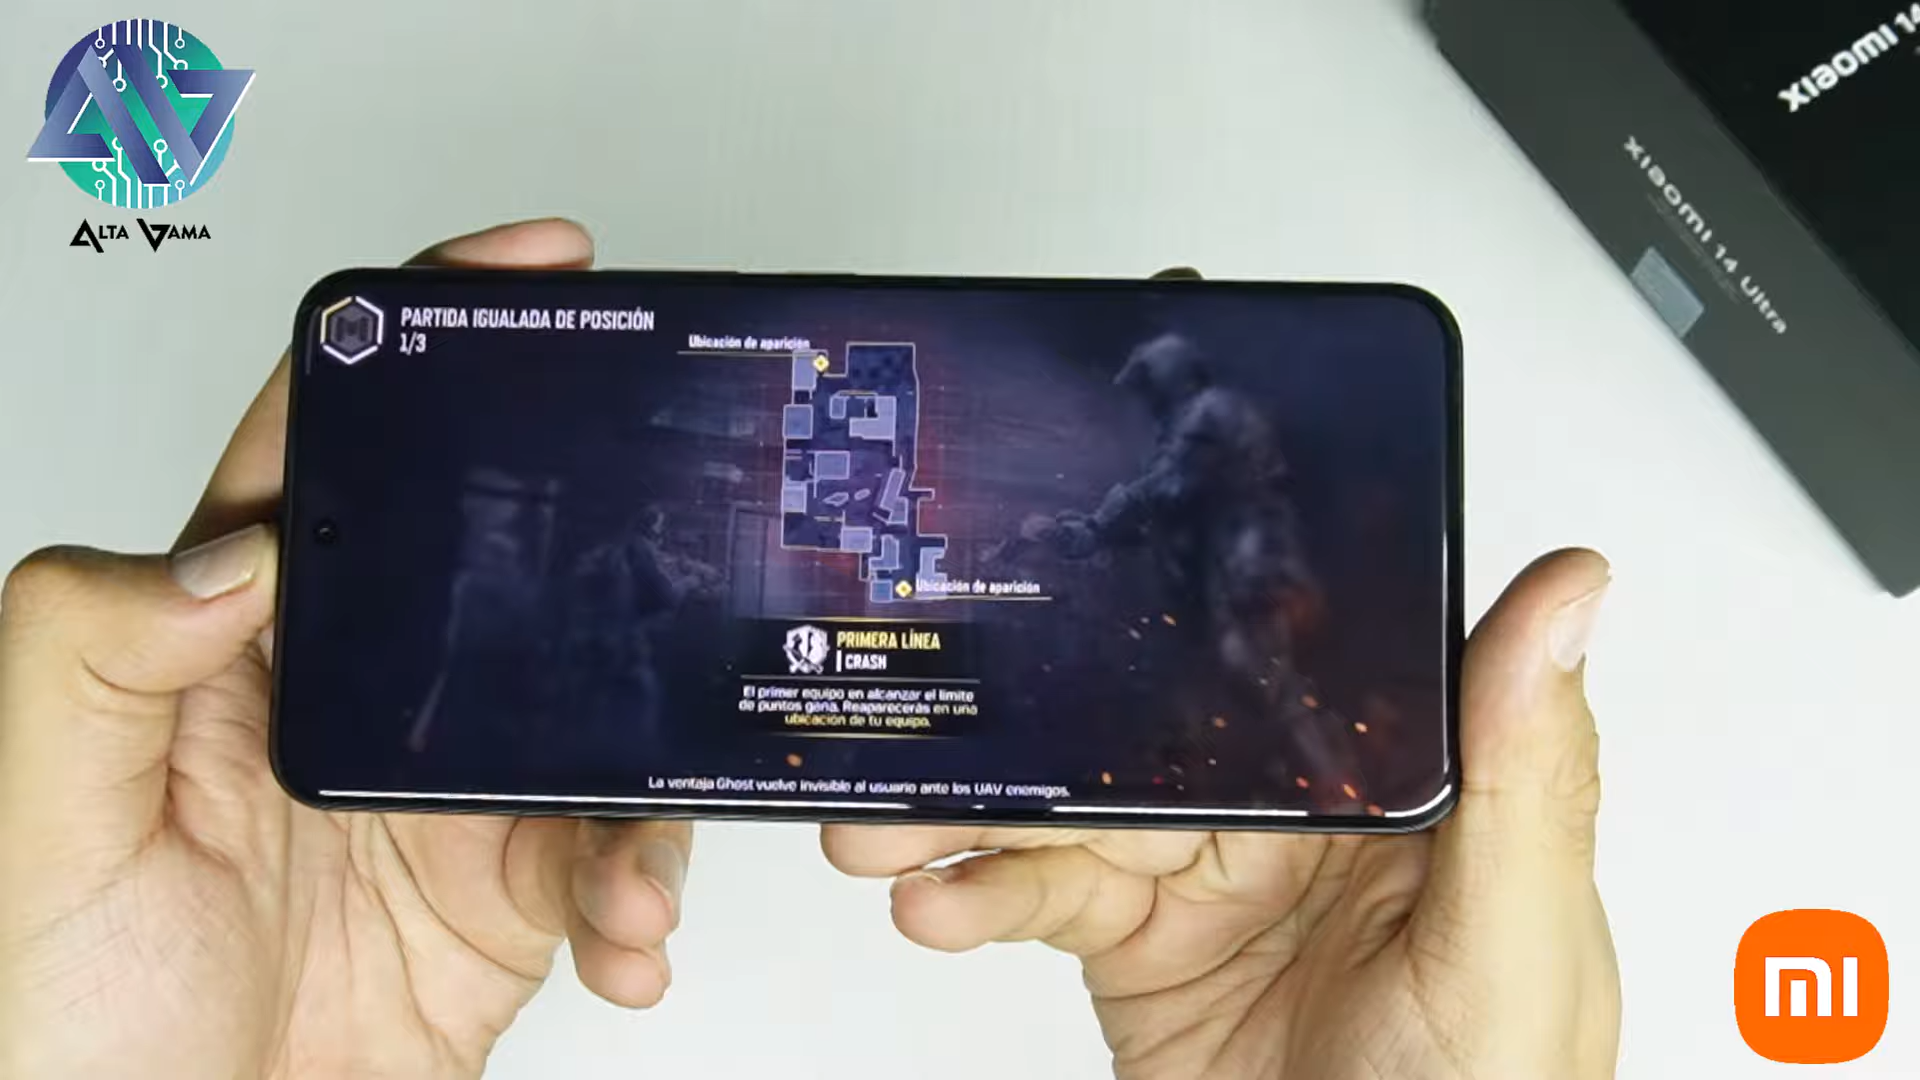 ALTA GAMA
xiaomi 14
xiaomi 14 Ultra
PARTIDA IGUALADA DE POSICIÓN
1/3
Ubicación de aparición
Ubicación de aparición
PRIMERA LÍNEA
CRASH
El primer equipo en alcanzar el límite
de puntos gana. Reaparecerás en una
ubicación de tu equipo.
La ventaja Ghost vuelve invisible al usuario ante los UAV enemigos.
mi